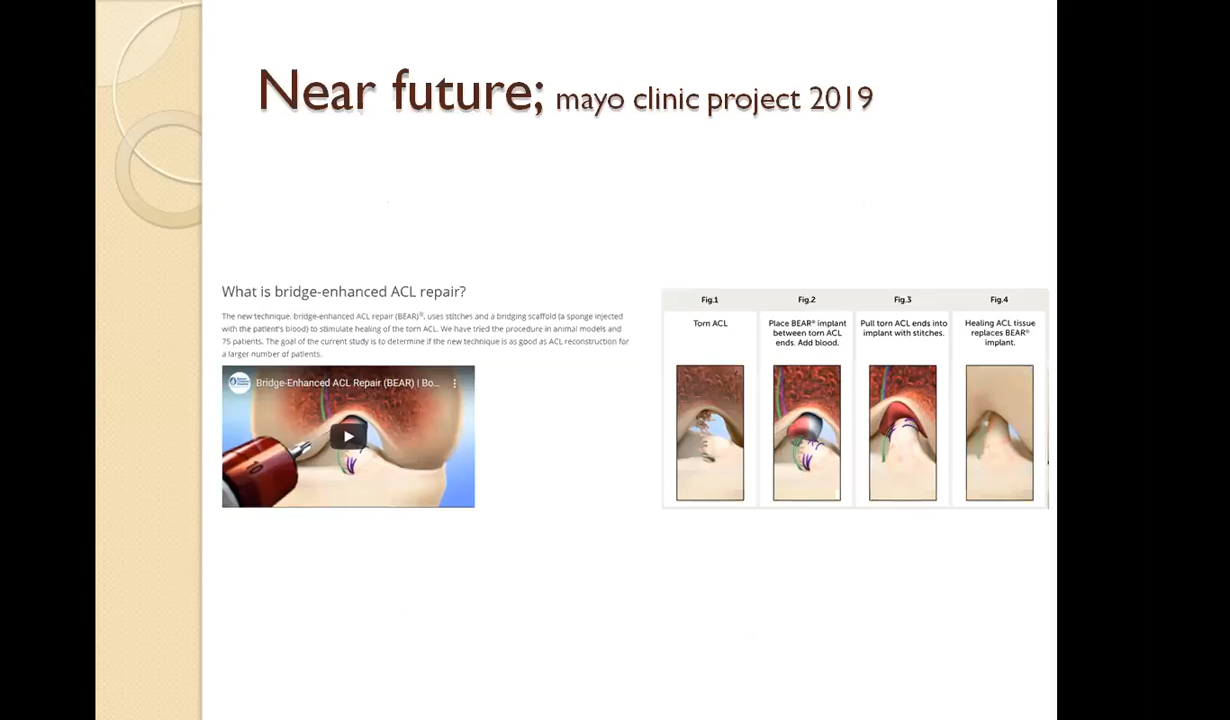 Near future; mayo clinic project 2019
What is bridge-enhanced ACL repair?
The new technique, bridge-enhanced ACL repair (BEAR)®, uses stitches and a bridging scaffold (a sponge injected
with the patient's blood) to stimulate healing of the torn ACL. We have tried the procedure in animal models and
75 patients. The goal of the current study is to determine if the new technique is as good as ACL reconstruction for
a larger number of patients.
Bridge-Enhanced ACL Repair (BEAR) | Bo...
10
Fig.1
Torn ACL
Fig.2
Place BEAR® implant
between torn ACL
ends. Add blood.
Fig.3
Pull torn ACL ends into
implant with stitches.
Fig.4
Healing ACL tissue
replaces BEAR®
implant.